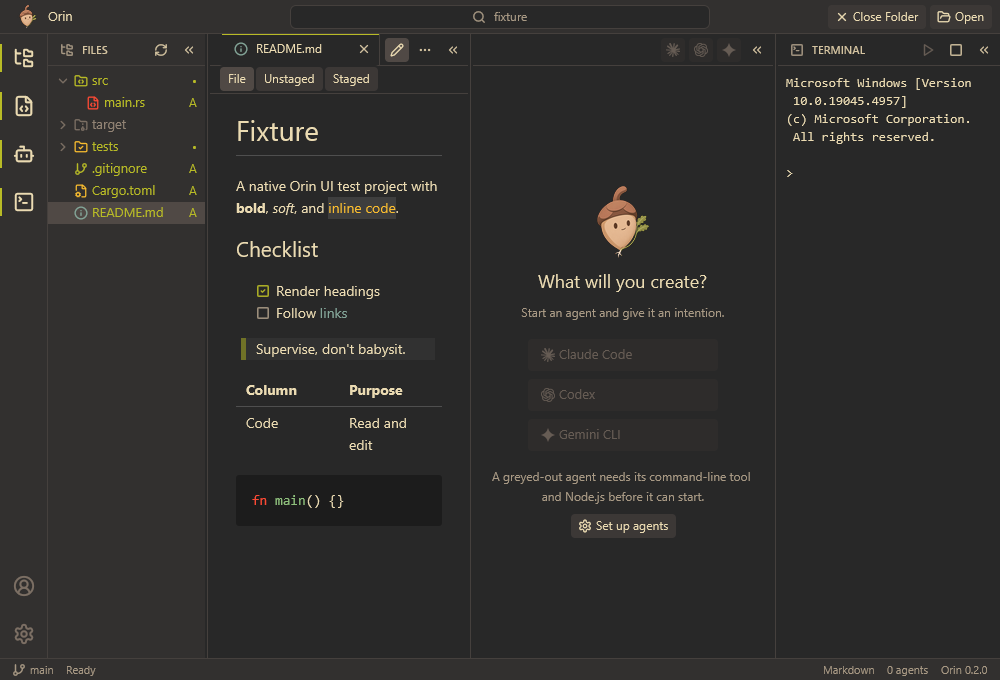 Orin
fixture
Close Folder
Open
FILES
README.md
TERMINAL
File
Unstaged
Staged
src
main.rs A
target
tests
.gitignore A
Cargo.toml A
README.md A
Fixture
A native Orin UI test project with
bold, soft, and inline code.
Checklist
Render headings
Follow links
Supervise, don't babysit.
Column Purpose
Code Read and
edit
fn main() {}
What will you create?
Start an agent and give it an intention.
Claude Code
Codex
Gemini CLI
A greyed-out agent needs its command-line tool
and Node.js before it can start.
Set up agents
Microsoft Windows [Version
10.0.19045.4957]
(c) Microsoft Corporation.
All rights reserved.
>
main
Ready
Markdown
0 agents
Orin 0.2.0